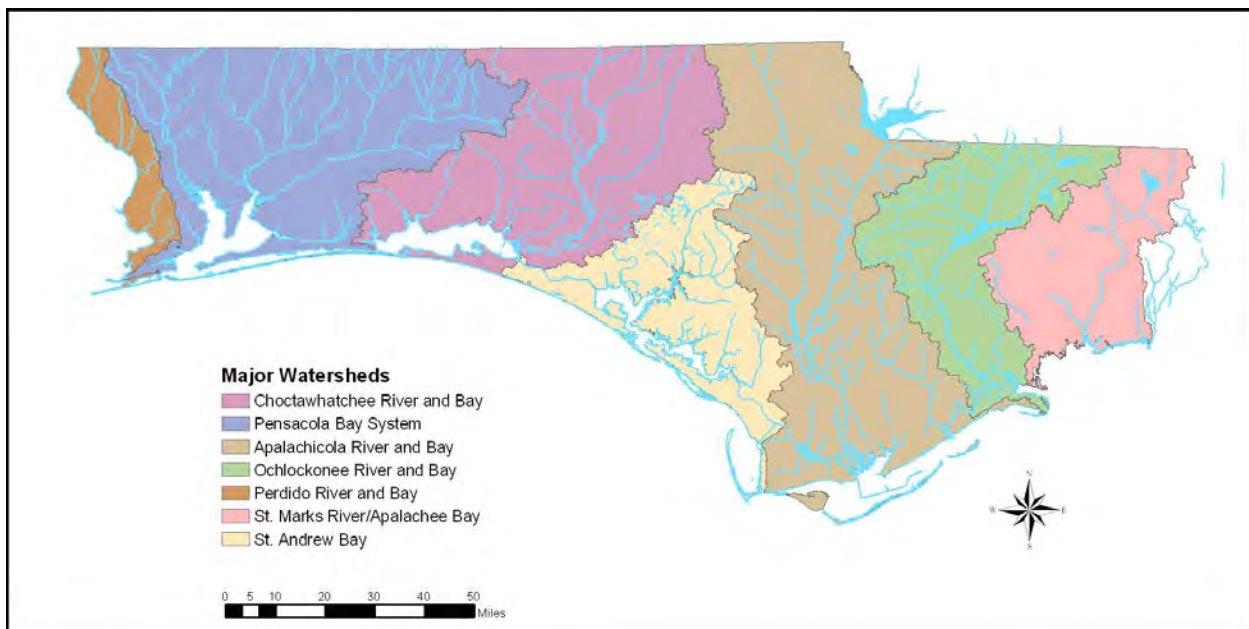 Major Watersheds
Choctawhatchee River and Bay
Pensacola Bay System
Apalachicola River and Bay
Ochlockonee River and Bay
Perdido River and Bay
St. Marks River/Apalachee Bay
St. Andrew Bay
N
W E
S
0 5 10 20 30 40 50
Miles